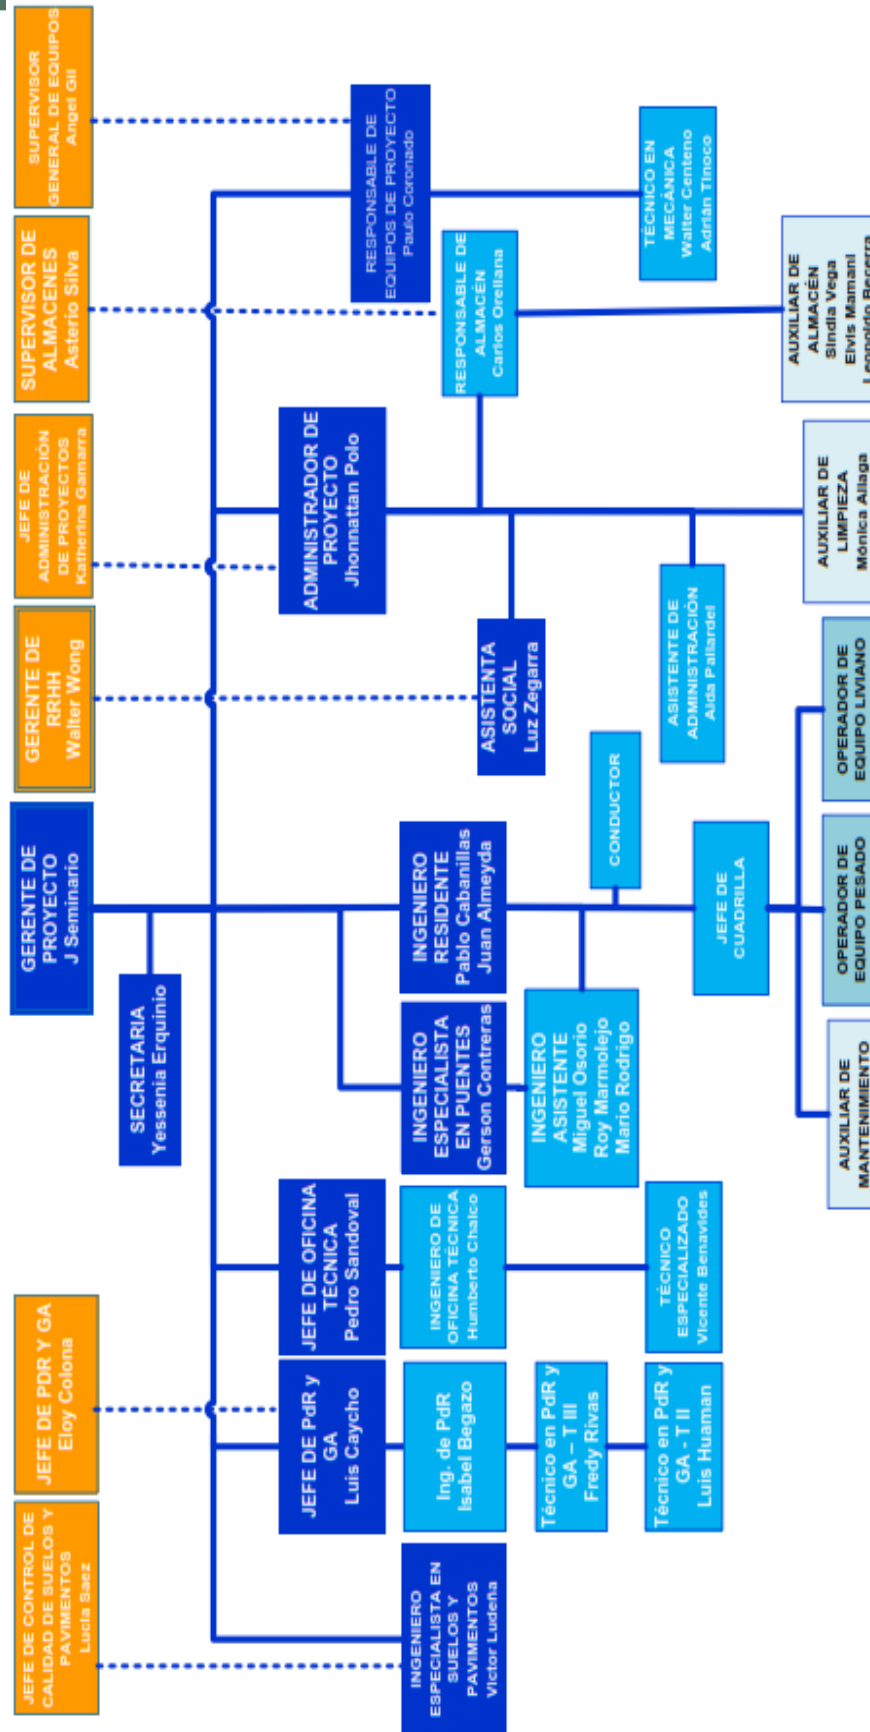 JEFE DE CONTROL DE
CALIDAD DE SUELOS Y
PAVIMENTOS
Lucía Saez
JEFE DE PDR Y GA
Eloy Colona
GERENTE DE
PROYECTO
J Seminario
GERENTE DE
RRHH
Walter Wong
JEFE DE
ADMINISTRACIÓN
DE PROYECTOS
Katherina Gamarra
SUPERVISOR DE
ALMACENES
Asterio Silva
SUPERVISOR
GENERAL DE EQUIPOS
Angel Gil
SECRETARIA
Yessenia Erquinio
JEFE DE PdR y
GA
Luis Caycho
JEFE DE OFICINA
TÉCNICA
Pedro Sandoval
ADMINISTRADOR DE
PROYECTO
Jhonnattan Polo
RESPONSABLE DE
EQUIPOS DE PROYECTO
Paulo Coronado
INGENIERO
ESPECIALISTA EN
SUELOS Y
PAVIMENTOS
Victor Ludeña
Ing. de PdR
Isabel Begazo
INGENIERO DE
OFICINA TÉCNICA
Humberto Chaico
INGENIERO
ESPECIALISTA
EN PUENTES
Gerson Contreras
INGENIERO
RESIDENTE
Pablo Cabanillas
Juan Almeyda
ASISTENTA
SOCIAL
Luz Zegarra
RESPONSABLE DE
ALMACÉN
Carlos Orellana
Técnico en PdR y
GA – T III
Fredy Rivas
INGENIERO
ASISTENTE
Miguel Osorio
Roy Marmolejo
Mario Rodrigo
CONDUCTOR
TÉCNICO EN
MECÁNICA
Walter Centeno
Adrián Tinoco
Técnico en PdR y
GA - T II
Luis Huaman
TÉCNICO
ESPECIALIZADO
Vicente Benavides
JEFE DE
CUADRILLA
ASISTENTE DE
ADMINISTRACIÓN
Aida Pallardel
AUXILIAR DE
MANTENIMIENTO
OPERADOR DE
EQUIPO PESADO
OPERADOR DE
EQUIPO LIVIANO
AUXILIAR DE
LIMPIEZA
Mónica Aliaga
AUXILIAR DE
ALMACÉN
Sindia Vega
Elvis Mamani
Leopoldo Becerra